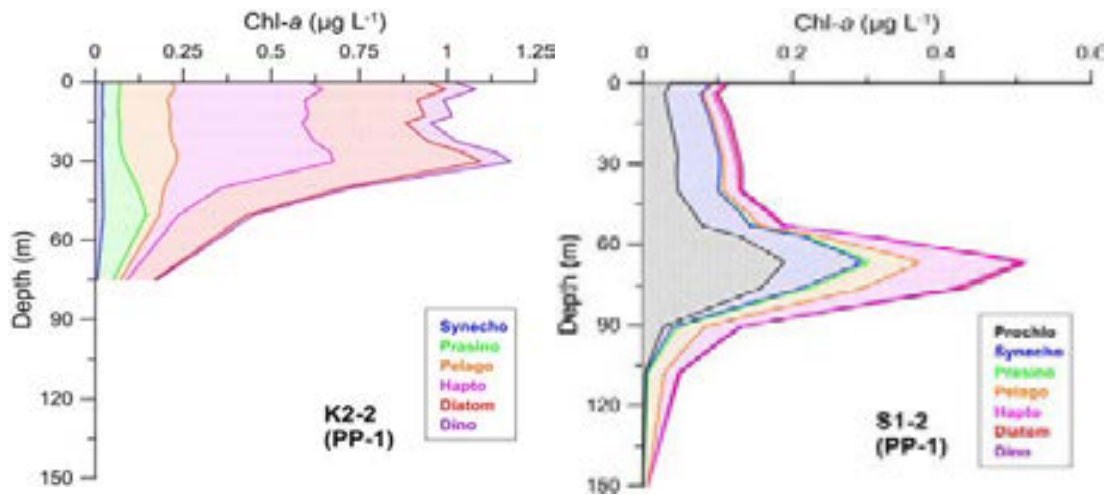 Chl-a (µg L-1)
0 0.25 0.5 0.75 1 1.25
0
30
60
90
120
150
Depth (m)
Synecho
Prasino
Pelago
Hapto
Diatom
Dino
K2-2
(PP-1)
Chl-a (µg L-1)
0 0.2 0.4 0.6
0
30
60
90
120
150
Depth (m)
Prochlo
Synecho
Prasino
Pelago
Hapto
Diatom
Dino
S1-2
(PP-1)